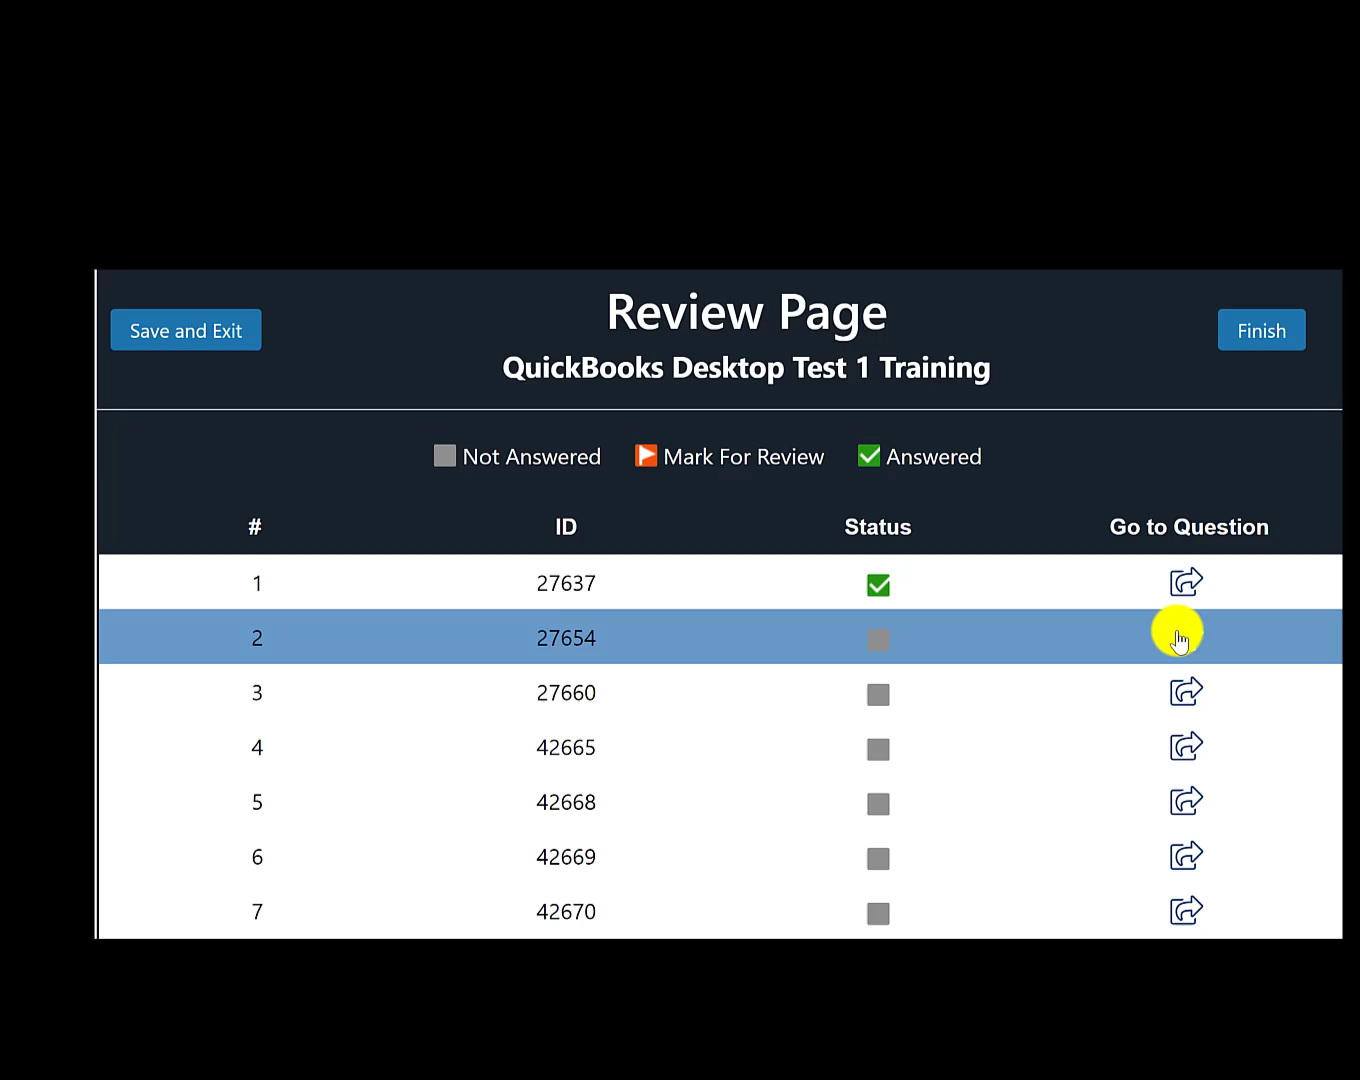 Save and Exit
Review Page
QuickBooks Desktop Test 1 Training
Finish
Not Answered Mark For Review Answered
# ID Status Go to Question
1 27637
2 27654
3 27660
4 42665
5 42668
6 42669
7 42670